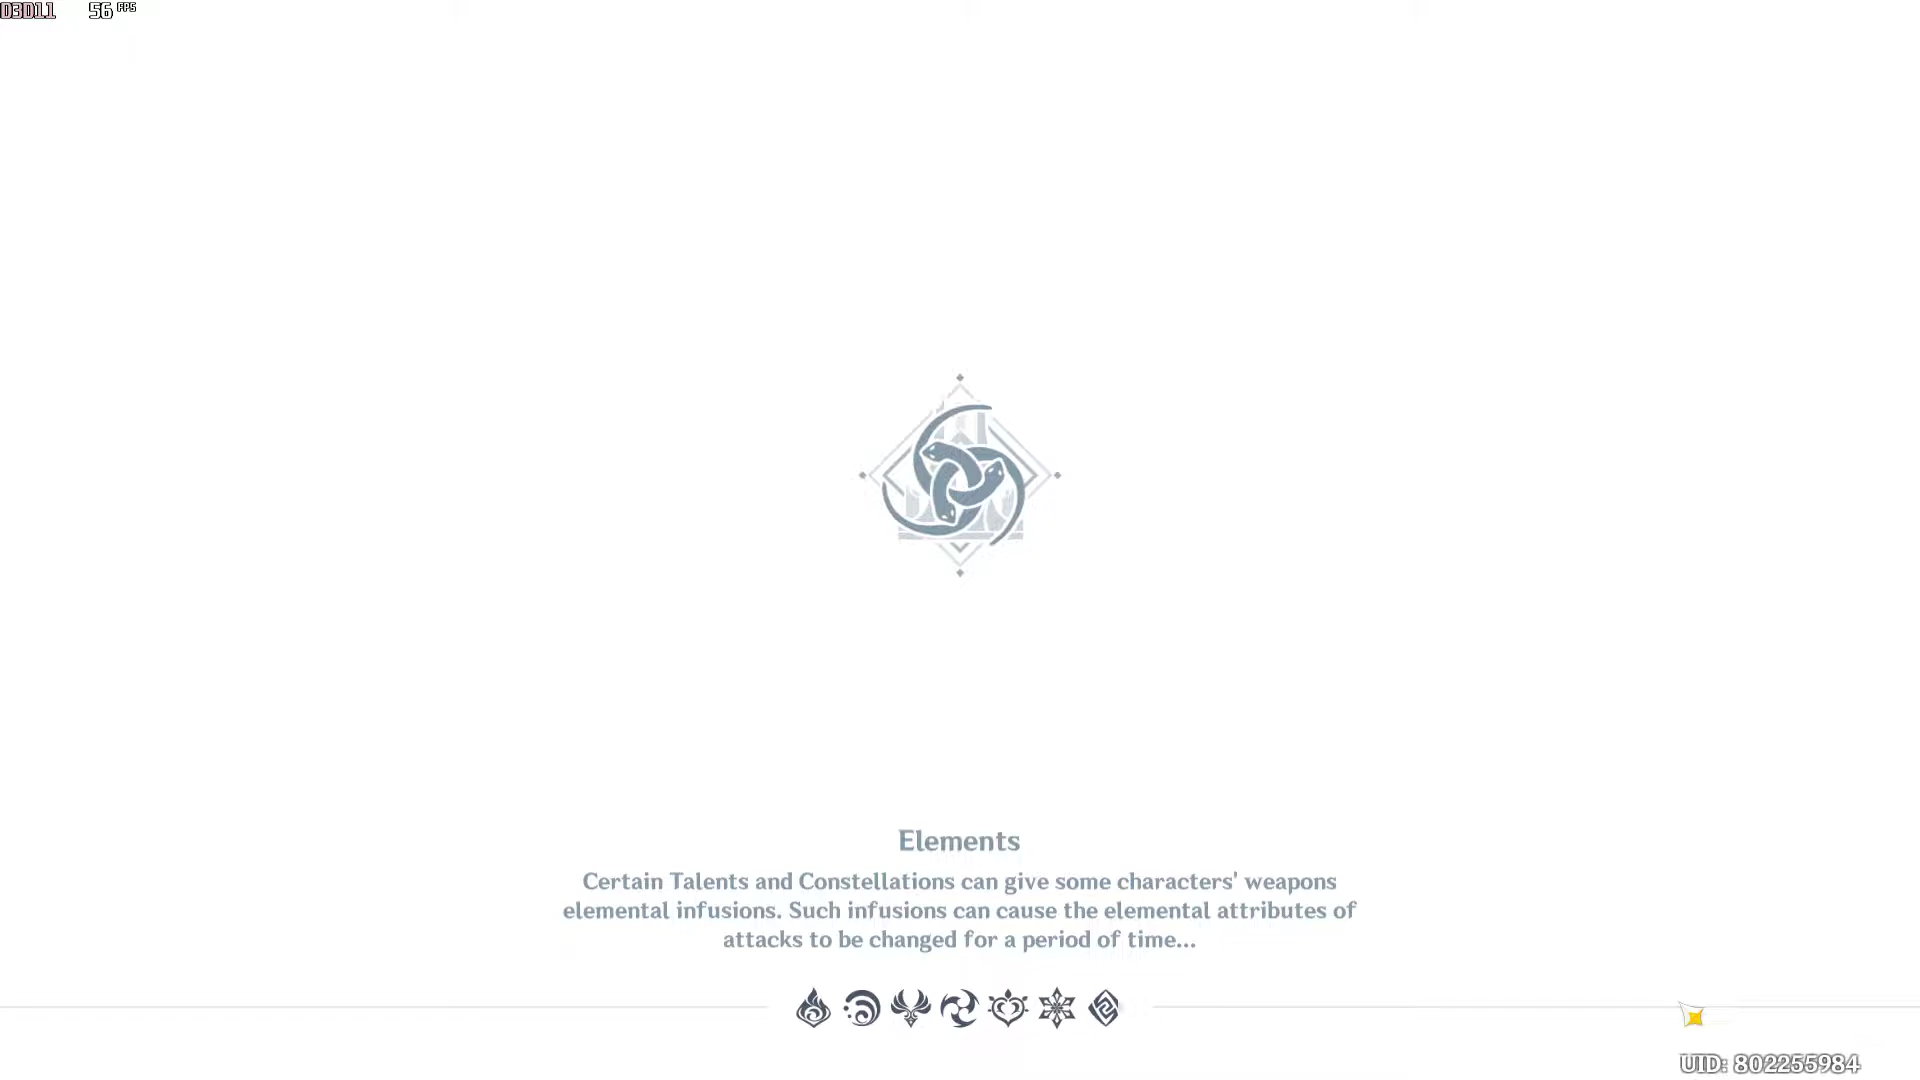 D3D11 56 FPS
Elements
Certain Talents and Constellations can give some characters' weapons
elemental infusions. Such infusions can cause the elemental attributes of
attacks to be changed for a period of time...
UID: 802255984